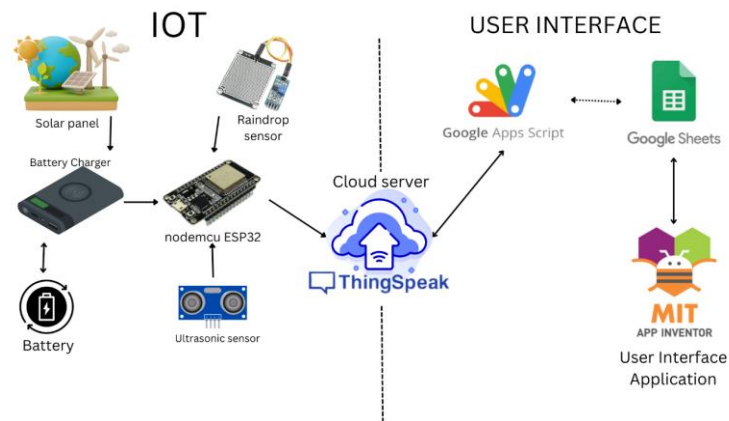 IOT
USER INTERFACE
Solar panel
Raindrop
sensor
Google Apps Script
Google Sheets
Battery Charger
Cloud server
nodemcu ESP32
ThingSpeak
Battery
Ultrasonic sensor
MIT
APP INVENTOR
User Interface
Application